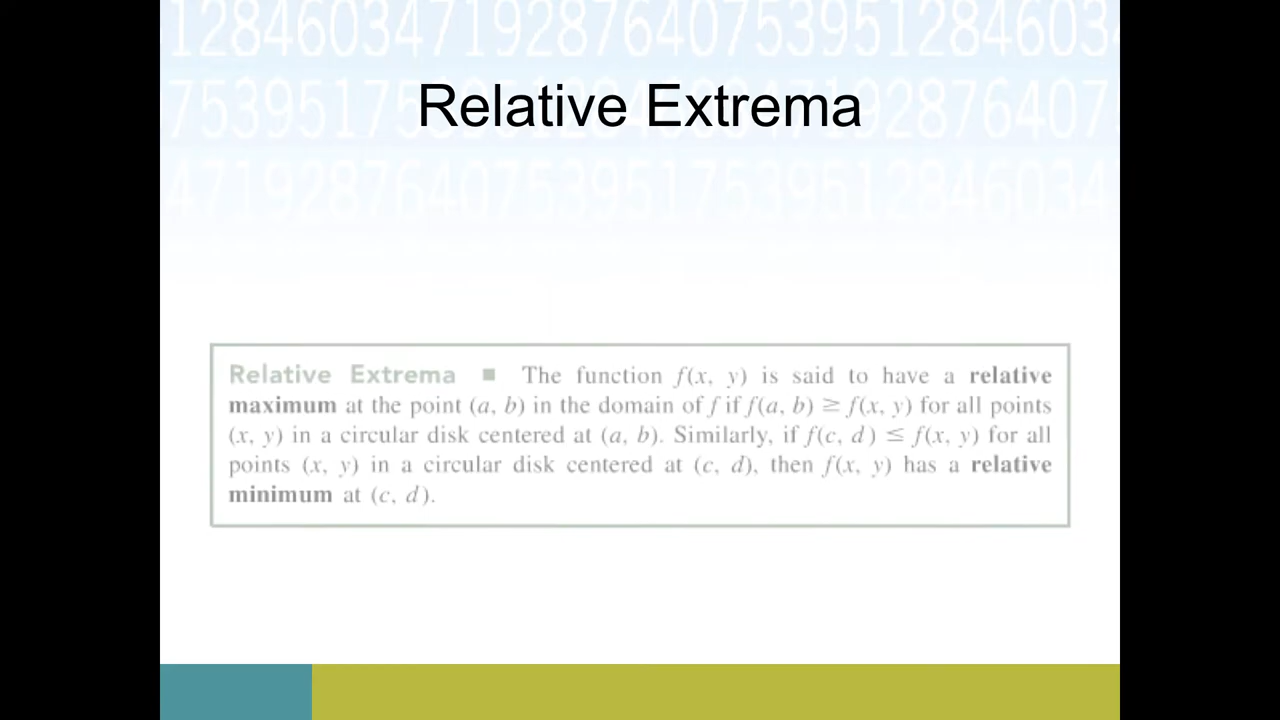 12846034719287640753951284603
Relative Extrema
47192876407539517539512846034
Relative Extrema ■ The function f(x, y) is said to have a relative
maximum at the point (a, b) in the domain of f if f(a, b) ≥ f(x, y) for all points
(x, y) in a circular disk centered at (a, b). Similarly, if f(c, d) ≤ f(x, y) for all
points (x, y) in a circular disk centered at (c, d), then f(x, y) has a relative
minimum at (c, d).